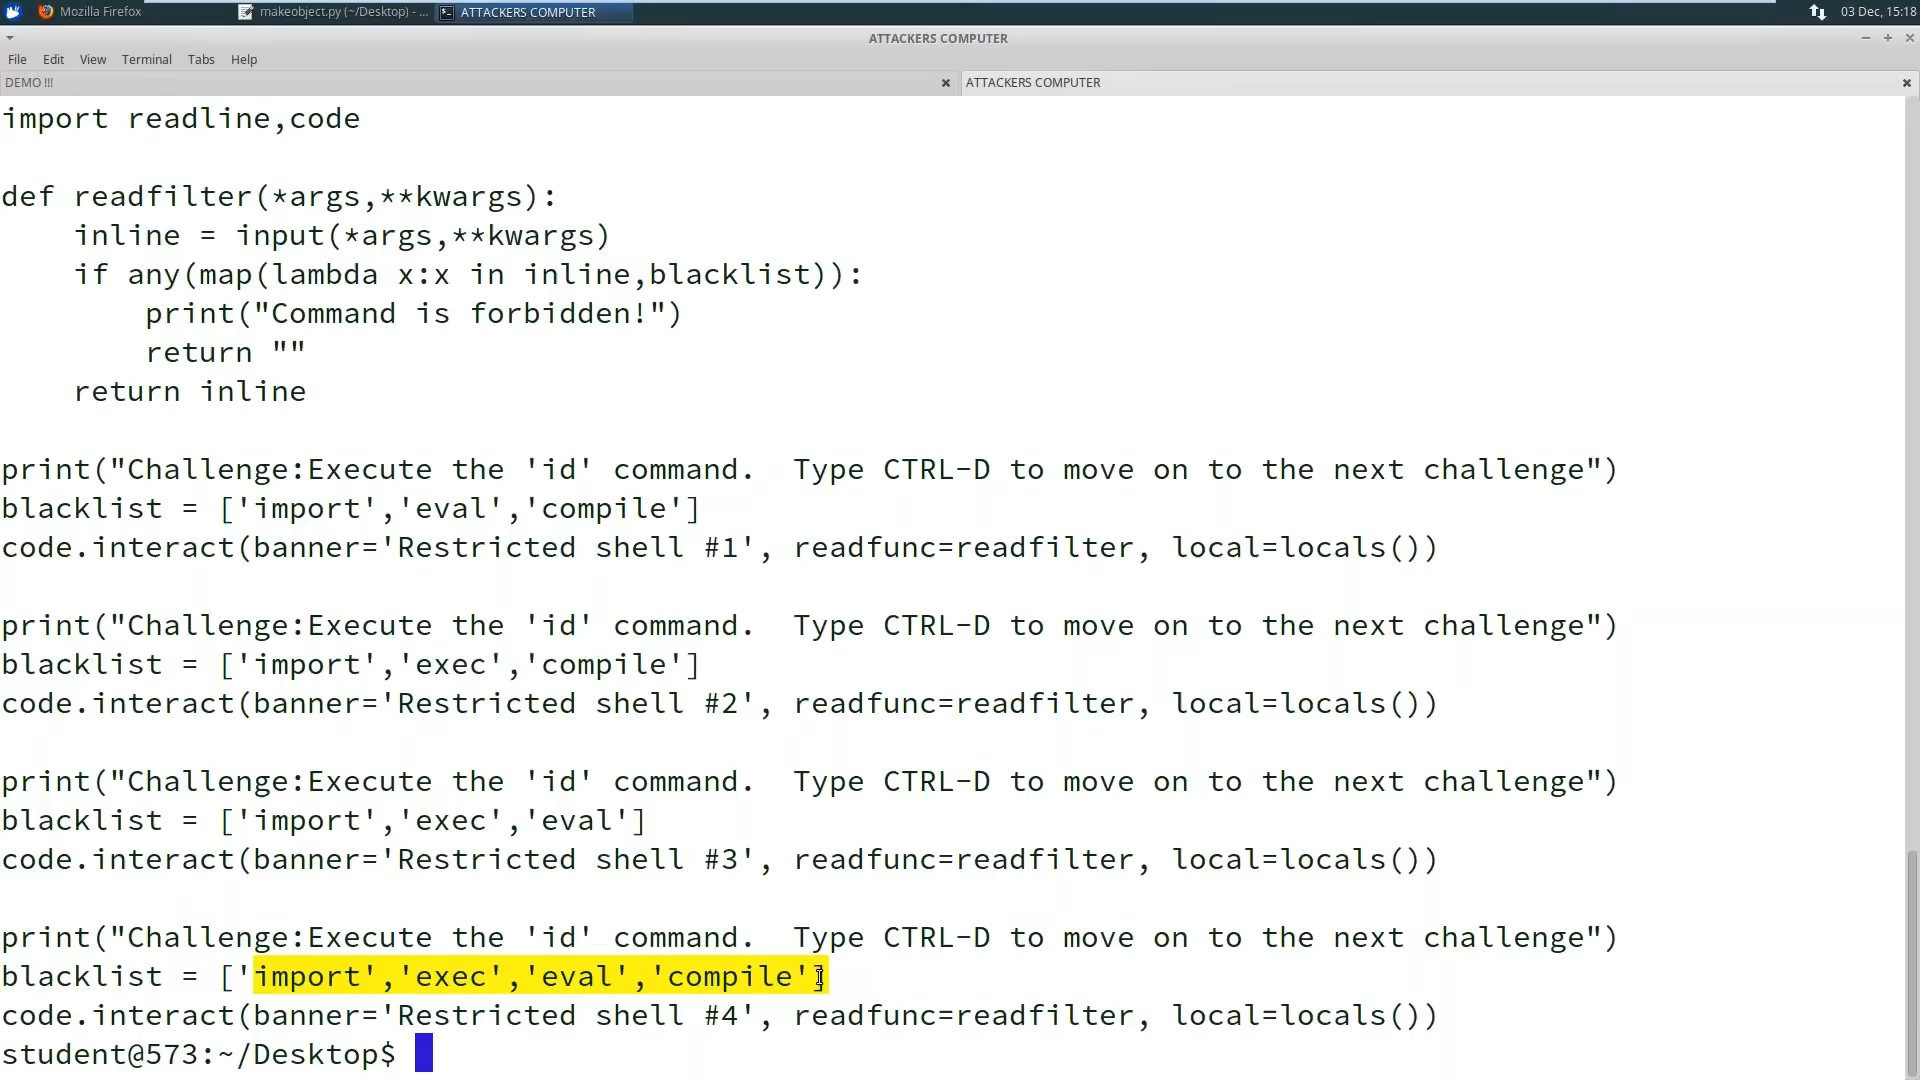 Mozilla Firefox
makeobject.py (~/Desktop) - ...
ATTACKERS COMPUTER
03 Dec, 15:18
ATTACKERS COMPUTER
File Edit View Terminal Tabs Help
DEMO !!!
ATTACKERS COMPUTER
import readline,code
def readfilter(*args,**kwargs):
    inline = input(*args,**kwargs)
    if any(map(lambda x:x in inline,blacklist)):
        print("Command is forbidden!")
        return ""
    return inline
print("Challenge:Execute the 'id' command.  Type CTRL-D to move on to the next challenge")
blacklist = ['import','eval','compile']
code.interact(banner='Restricted shell #1', readfunc=readfilter, local=locals())
print("Challenge:Execute the 'id' command.  Type CTRL-D to move on to the next challenge")
blacklist = ['import','exec','compile']
code.interact(banner='Restricted shell #2', readfunc=readfilter, local=locals())
print("Challenge:Execute the 'id' command.  Type CTRL-D to move on to the next challenge")
blacklist = ['import','exec','eval']
code.interact(banner='Restricted shell #3', readfunc=readfilter, local=locals())
print("Challenge:Execute the 'id' command.  Type CTRL-D to move on to the next challenge")
blacklist = ['import','exec','eval','compile']
code.interact(banner='Restricted shell #4', readfunc=readfilter, local=locals())
student@573:~/Desktop$